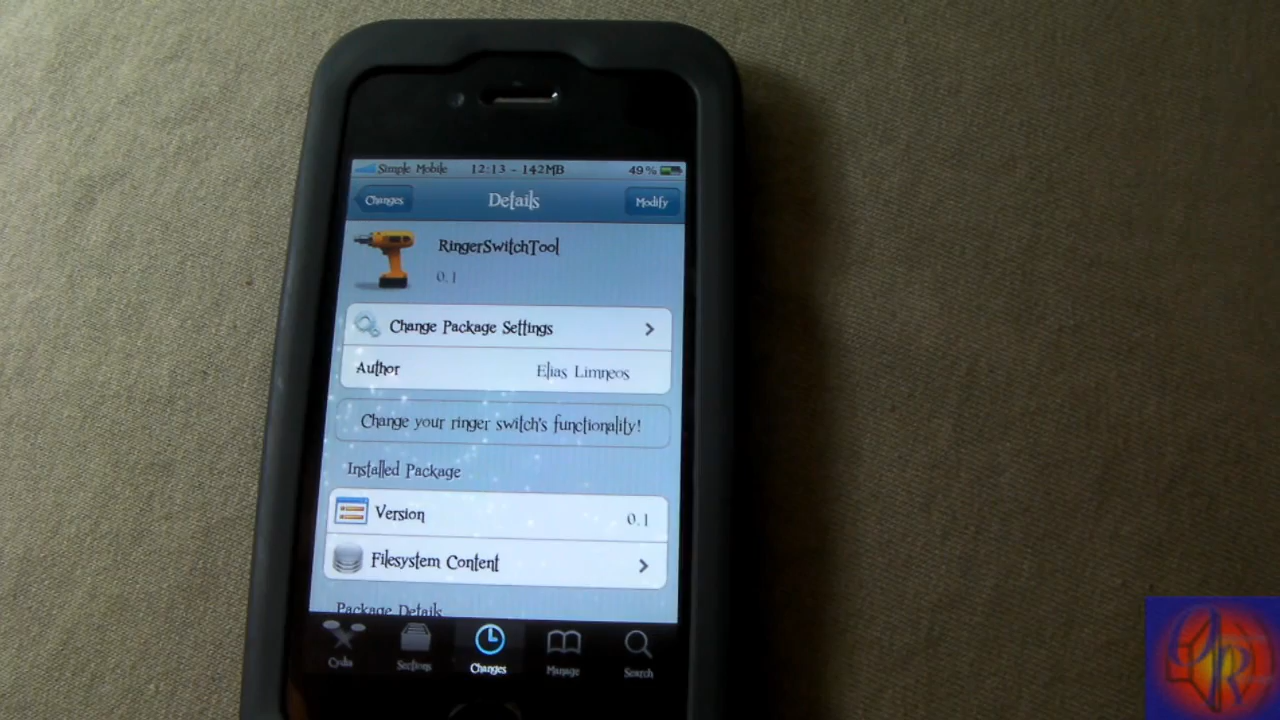 Simple Mobile 12:13 - 142MB 49%
Changes Details Modify
RingerSwitchTool
0.1
Change Package Settings
Author Elias Limneos
Change your ringer switch's functionality!
Installed Package
Version 0.1
Filesystem Content
Package Details
Cydia Sections Changes Manage Search